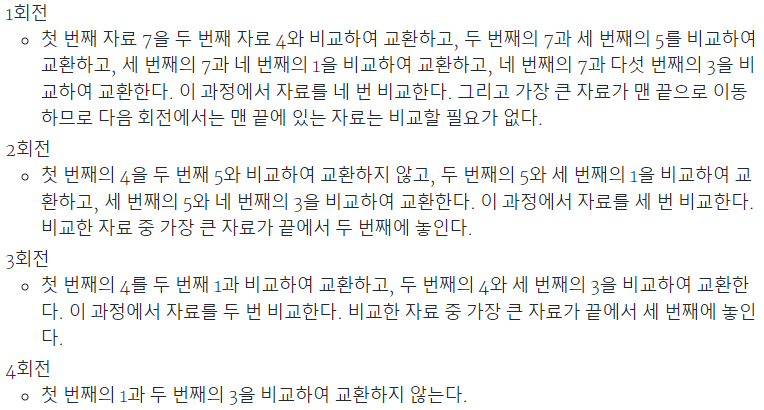 1회전
첫 번째 자료 7을 두 번째 자료 4와 비교하여 교환하고, 두 번째의 7과 세 번째의 5를 비교하여
교환하고, 세 번째의 7과 네 번째의 1을 비교하여 교환하고, 네 번째의 7과 다섯 번째의 3을 비
교하여 교환한다. 이 과정에서 자료를 네 번 비교한다. 그리고 가장 큰 자료가 맨 끝으로 이동
하므로 다음 회전에서는 맨 끝에 있는 자료는 비교할 필요가 없다.
2회전
첫 번째의 4을 두 번째 5와 비교하여 교환하지 않고, 두 번째의 5와 세 번째의 1을 비교하여 교
환하고, 세 번째의 5와 네 번째의 3을 비교하여 교환한다. 이 과정에서 자료를 세 번 비교한다.
비교한 자료 중 가장 큰 자료가 끝에서 두 번째에 놓인다.
3회전
첫 번째의 4를 두 번째 1과 비교하여 교환하고, 두 번째의 4와 세 번째의 3을 비교하여 교환한
다. 이 과정에서 자료를 두 번 비교한다. 비교한 자료 중 가장 큰 자료가 끝에서 세 번째에 놓인
다.
4회전
첫 번째의 1과 두 번째의 3을 비교하여 교환하지 않는다.